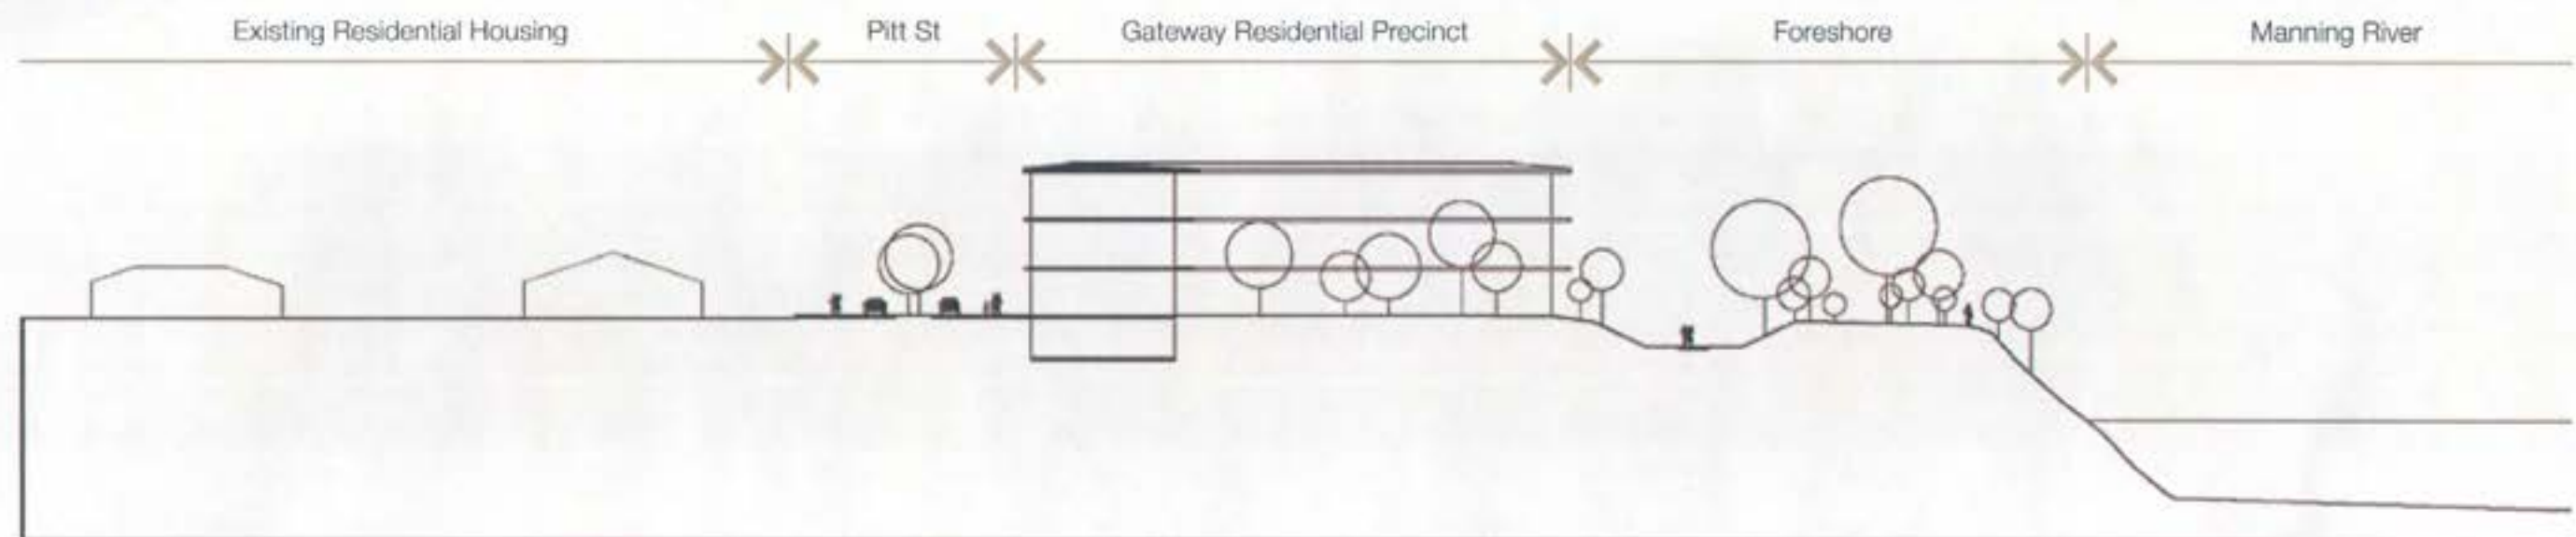 Existing Residential Housing
Pitt St
Gateway Residential Precinct
Foreshore
Manning River